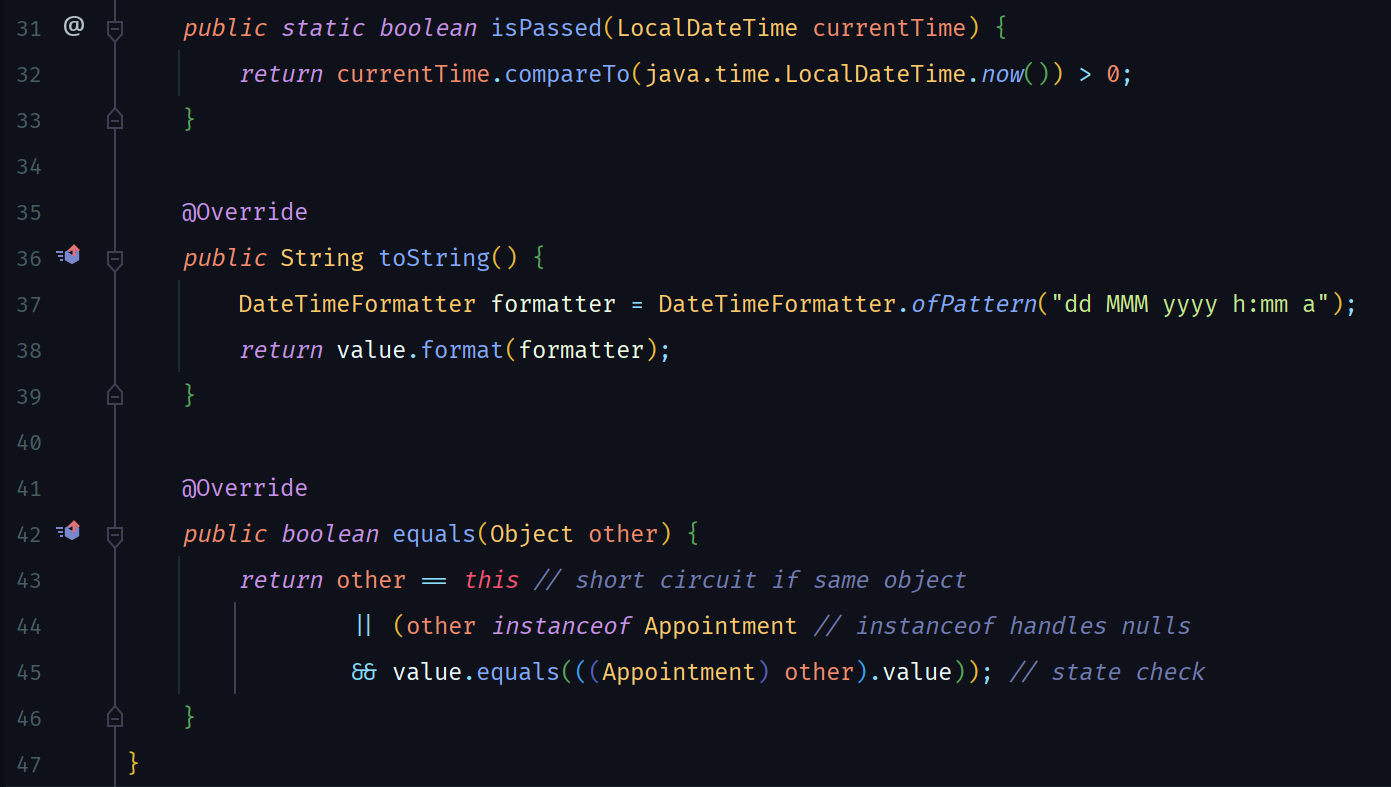 31 @ public static boolean isPassed(LocalDateTime currentTime) {
32 return currentTime.compareTo(java.time.LocalDateTime.now()) > 0;
33 }
34
35 @Override
36 public String toString() {
37 DateTimeFormatter formatter = DateTimeFormatter.ofPattern("dd MMM yyyy h:mm a");
38 return value.format(formatter);
39 }
40
41 @Override
42 public boolean equals(Object other) {
43 return other == this // short circuit if same object
44 || (other instanceof Appointment // instanceof handles nulls
45 && value.equals(((Appointment) other).value)); // state check
46 }
47 }